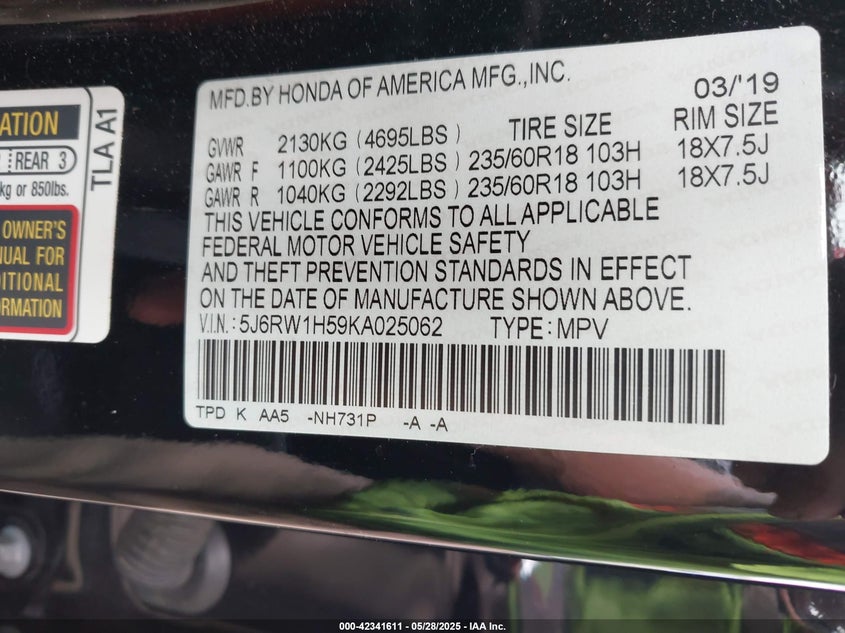 ATION
REAR 3
kg or 850lbs.
OWNER'S
NUAL FOR
DITIONAL
ORMATION
TLA A1
MFD.BY HONDA OF AMERICA MFG.,INC.
03/'19
GVWR 2130KG (4695LBS) TIRE SIZE RIM SIZE
GAWR F 1100KG (2425LBS) 235/60R18 103H 18X7.5J
GAWR R 1040KG (2292LBS) 235/60R18 103H 18X7.5J
THIS VEHICLE CONFORMS TO ALL APPLICABLE
FEDERAL MOTOR VEHICLE SAFETY
AND THEFT PREVENTION STANDARDS IN EFFECT
ON THE DATE OF MANUFACTURE SHOWN ABOVE.
V.I.N.: 5J6RW1H59KA025062 TYPE: MPV
TPD K AA5 -NH731P -A -A
000-42341611 - 05/28/2025 - IAA Inc.